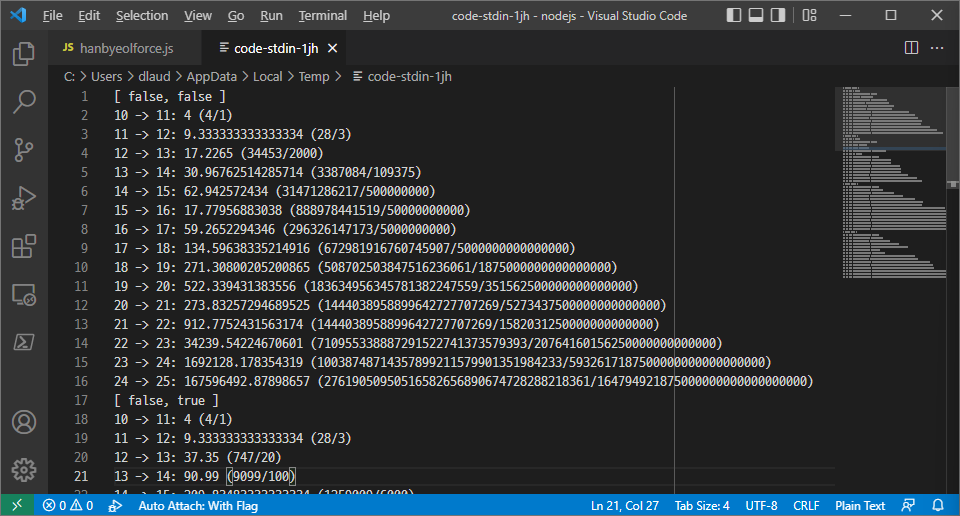 File Edit Selection View Go Run Terminal Help code-stdin-1jh - nodejs - Visual Studio Code
JS hanbyeolforce.js code-stdin-1jh
C: > Users > dlaud > AppData > Local > Temp > code-stdin-1jh
1 [ false, false ]
2 10 -> 11: 4 (4/1)
3 11 -> 12: 9.333333333333334 (28/3)
4 12 -> 13: 17.2265 (34453/2000)
5 13 -> 14: 30.96762514285714 (3387084/109375)
6 14 -> 15: 62.942572434 (31471286217/500000000)
7 15 -> 16: 17.77956883038 (888978441519/50000000000)
8 16 -> 17: 59.2652294346 (296326147173/5000000000)
9 17 -> 18: 134.59638335214916 (672981916760745907/5000000000000000)
10 18 -> 19: 271.30800205200865 (508702503847516236061/1875000000000000000)
11 19 -> 20: 522.339431383556 (18363495634578138224​7559/351562500000000000000)
12 20 -> 21: 273.83257294689525 (1444038958899642727707269/5273437500000000000000)
13 21 -> 22: 912.7752431563174 (1444038958899642727707269/1582031250000000000000)
14 22 -> 23: 34239.54224670601 (710955338887291522741373579393/20764160156250000000000000)
15 23 -> 24: 1692128.178354319 (10038748714357899211579901351984233/5932617187500000000000000000)
16 24 -> 25: 167596492.87898657 (27619050950516582656890674728288218361/164794921875000000000000000000)
17 [ false, true ]
18 10 -> 11: 4 (4/1)
19 11 -> 12: 9.333333333333334 (28/3)
20 12 -> 13: 37.35 (747/20)
21 13 -> 14: 90.99 (9099/100)
0 0 Auto Attach: With Flag Ln 21, Col 27 Tab Size: 4 UTF-8 CRLF Plain Text